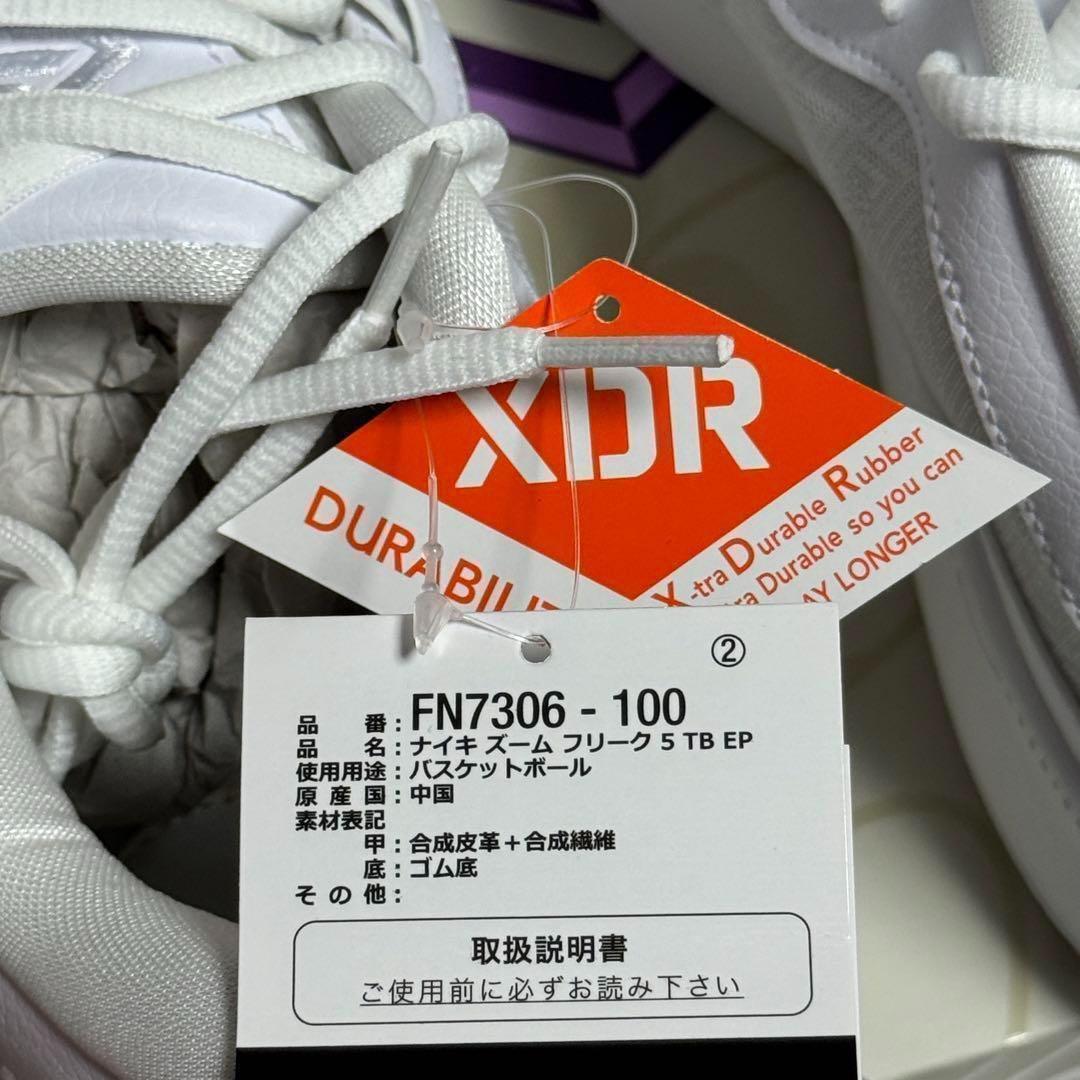 XDR
DURABILI
X-tra Durable Rubber
ra Durable so you can
AY LONGER
②
品 番：FN7306 - 100
品 名：ナイキ ズーム フリーク 5 TB EP
使用用途：バスケットボール
原 産 国：中国
素材表記
甲：合成皮革＋合成繊維
底：ゴム底
そ の 他：
取扱説明書
ご使用前に必ずお読み下さい